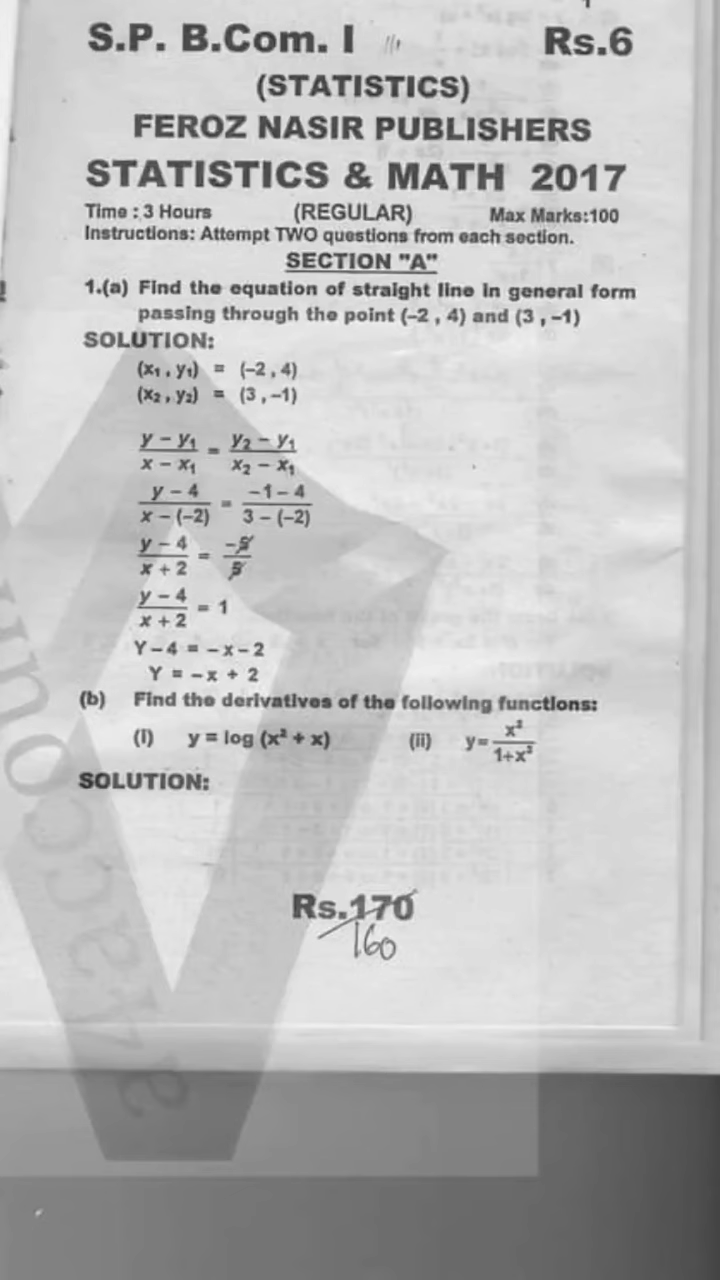 S.P. B.Com. I Rs.6
(STATISTICS)
FEROZ NASIR PUBLISHERS
STATISTICS & MATH 2017
Time : 3 Hours (REGULAR) Max Marks:100
Instructions: Attempt TWO questions from each section.
SECTION "A"
1.(a) Find the equation of straight line in general form
passing through the point (–2 , 4) and (3 , –1)
SOLUTION:
(x₁ , y₁) = (–2 , 4)
(x₂ , y₂) = (3 , –1)
y – y₁ / x – x₁ = y₂ – y₁ / x₂ – x₁
y – 4 / x – (–2) = –1 – 4 / 3 – (–2)
y – 4 / x + 2 = –5 / 5
y – 4 / x + 2 = 1
Y – 4 = – x – 2
Y = – x + 2
(b) Find the derivatives of the following functions:
(i) y = log (x² + x) (ii) y= x² / 1+x²
SOLUTION:
Rs.170
160